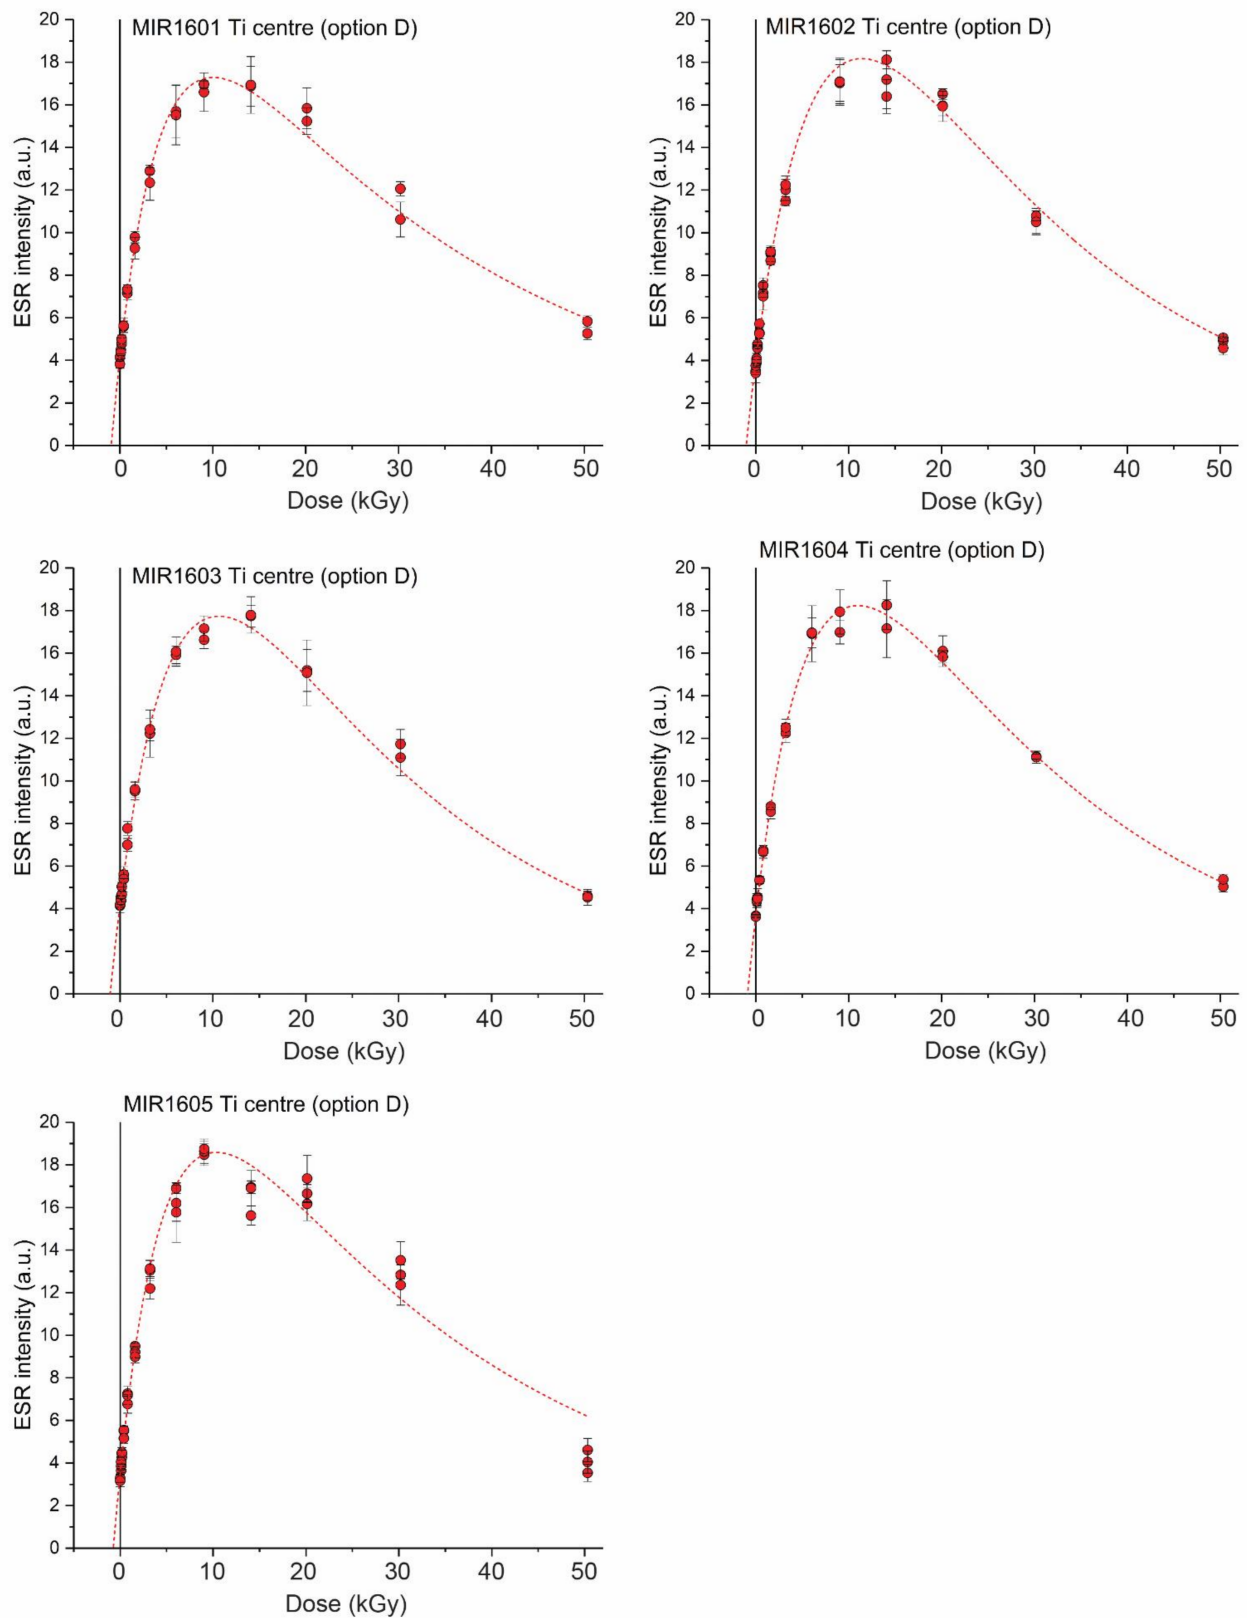 MIR1601 Ti centre (option D)
20
18
16
14
12
10
8
6
4
2
0
ESR intensity (a.u.)
0 10 20 30 40 50
Dose (kGy)
MIR1602 Ti centre (option D)
20
18
16
14
12
10
8
6
4
2
0
ESR intensity (a.u.)
0 10 20 30 40 50
Dose (kGy)
MIR1603 Ti centre (option D)
20
18
16
14
12
10
8
6
4
2
0
ESR intensity (a.u.)
0 10 20 30 40 50
Dose (kGy)
MIR1604 Ti centre (option D)
20
18
16
14
12
10
8
6
4
2
0
ESR intensity (a.u.)
0 10 20 30 40 50
Dose (kGy)
MIR1605 Ti centre (option D)
20
18
16
14
12
10
8
6
4
2
0
ESR intensity (a.u.)
0 10 20 30 40 50
Dose (kGy)